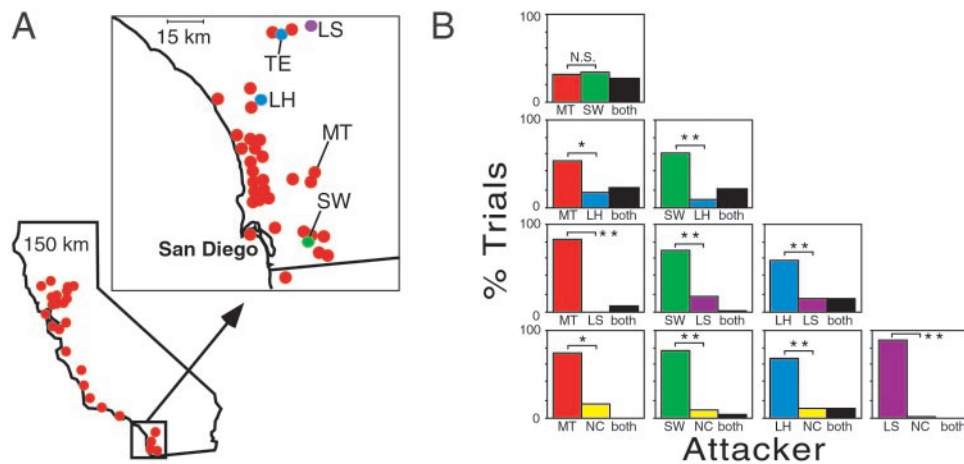 A
15 km
LS
TE
LH
MT
SW
San Diego
150 km
B
% Trials
100
N.S.
0
MT SW both
100
*
0
MT LH both
**
SW LH both
100
**
0
MT LS both
**
SW LS both
**
LH LS both
100
*
0
MT NC both
**
SW NC both
**
LH NC both
**
LS NC both
Attacker